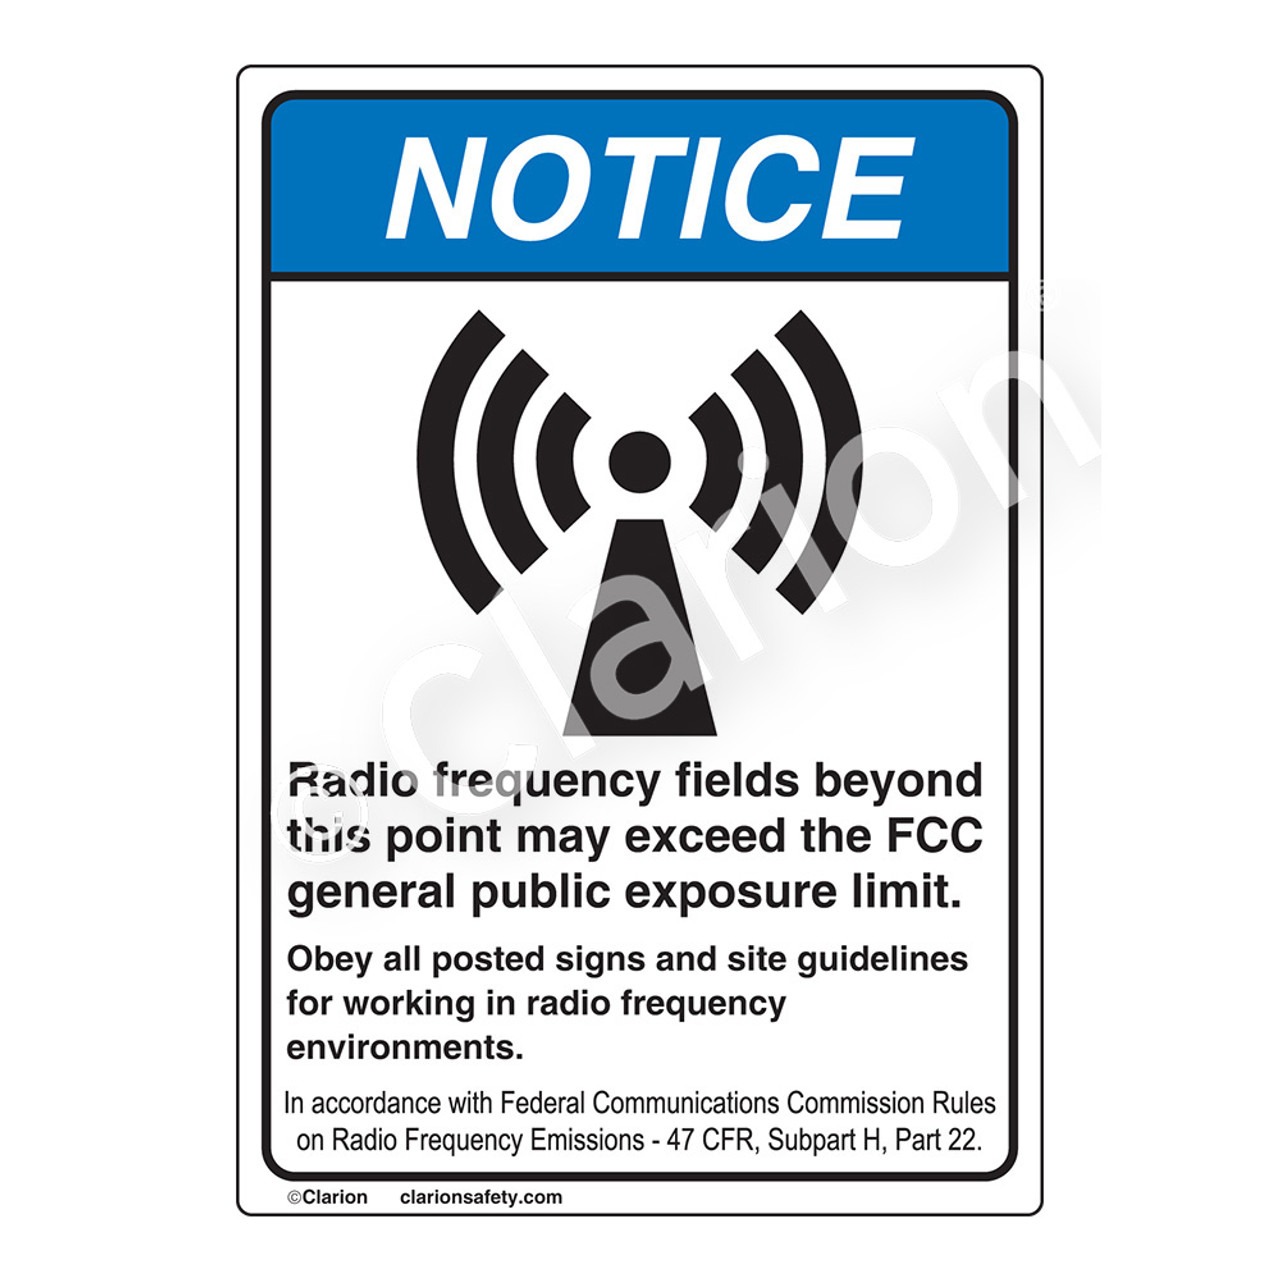 NOTICE
Radio frequency fields beyond
this point may exceed the FCC
general public exposure limit.
Obey all posted signs and site guidelines
for working in radio frequency
environments.
In accordance with Federal Communications Commission Rules
on Radio Frequency Emissions - 47 CFR, Subpart H, Part 22.
©Clarion clarionsafety.com
© Clarion